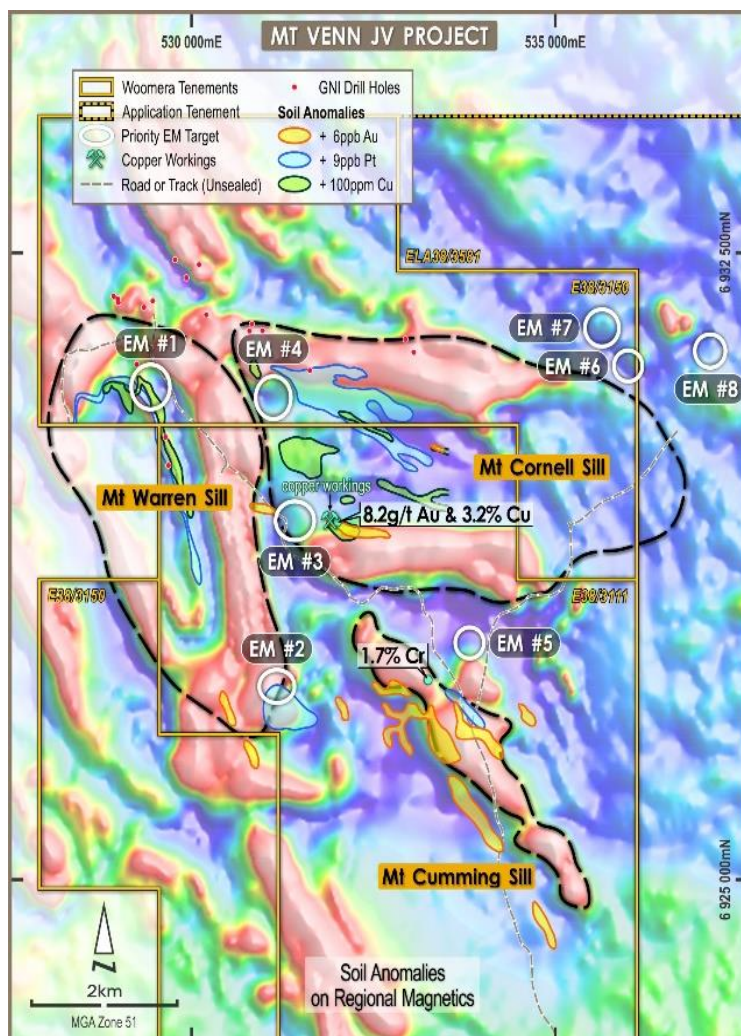 530 000mE
MT VENN JV PROJECT
535 000mE
Woomera Tenements
Application Tenement
Priority EM Target
Copper Workings
Road or Track (Unsealed)
GNI Drill Holes
Soil Anomalies
+ 6ppb Au
+ 9ppb Pt
+ 100ppm Cu
6 932 500mN
ELA38/3581
E38/3150
EM #7
EM #1
EM #4
EM #6
EM #8
Mt Cornell Sill
Mt Warren Sill
copper workings
8.2g/t Au & 3.2% Cu
EM #3
E38/3150
E38/3111
EM #5
EM #2
1.7% Cr
Mt Cumming Sill
6 925 000mN
N
2km
MGA Zone 51
Soil Anomalies
on Regional Magnetics